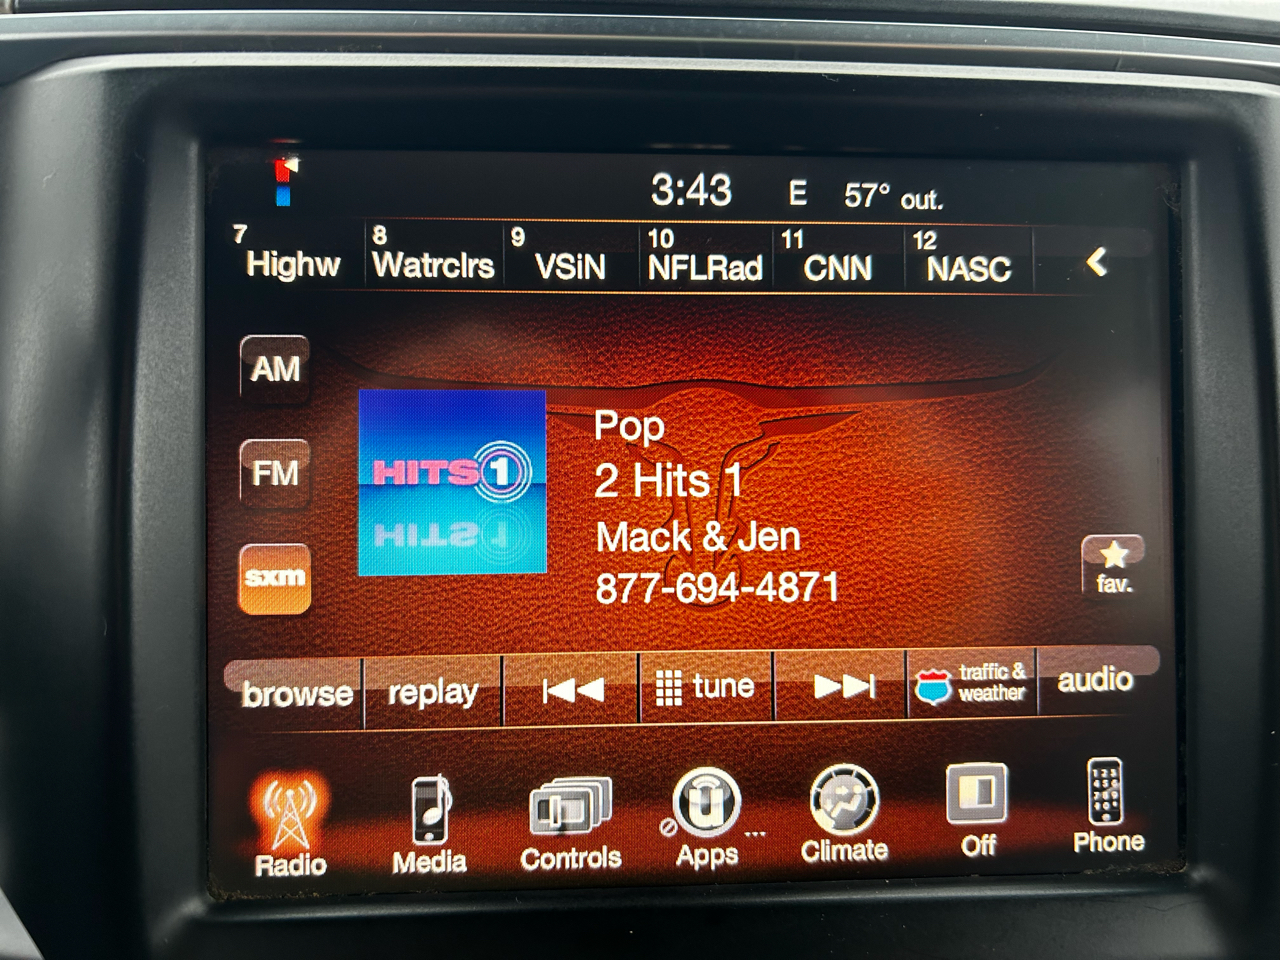 3:43 E 57° out.
7 Highw 8 Watrclrs 9 VSiN 10 NFLRad 11 CNN 12 NASC
AM
FM
sxm
HITS 1
Pop
2 Hits 1
Mack & Jen
877-694-4871
fav.
browse replay tune traffic &
weather audio
Radio Media Controls Apps ... Climate Off Phone